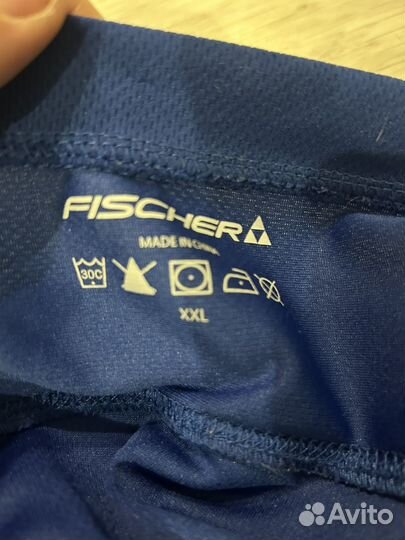 FISCHER
MADE IN CHINA
30C
XXL
Avito